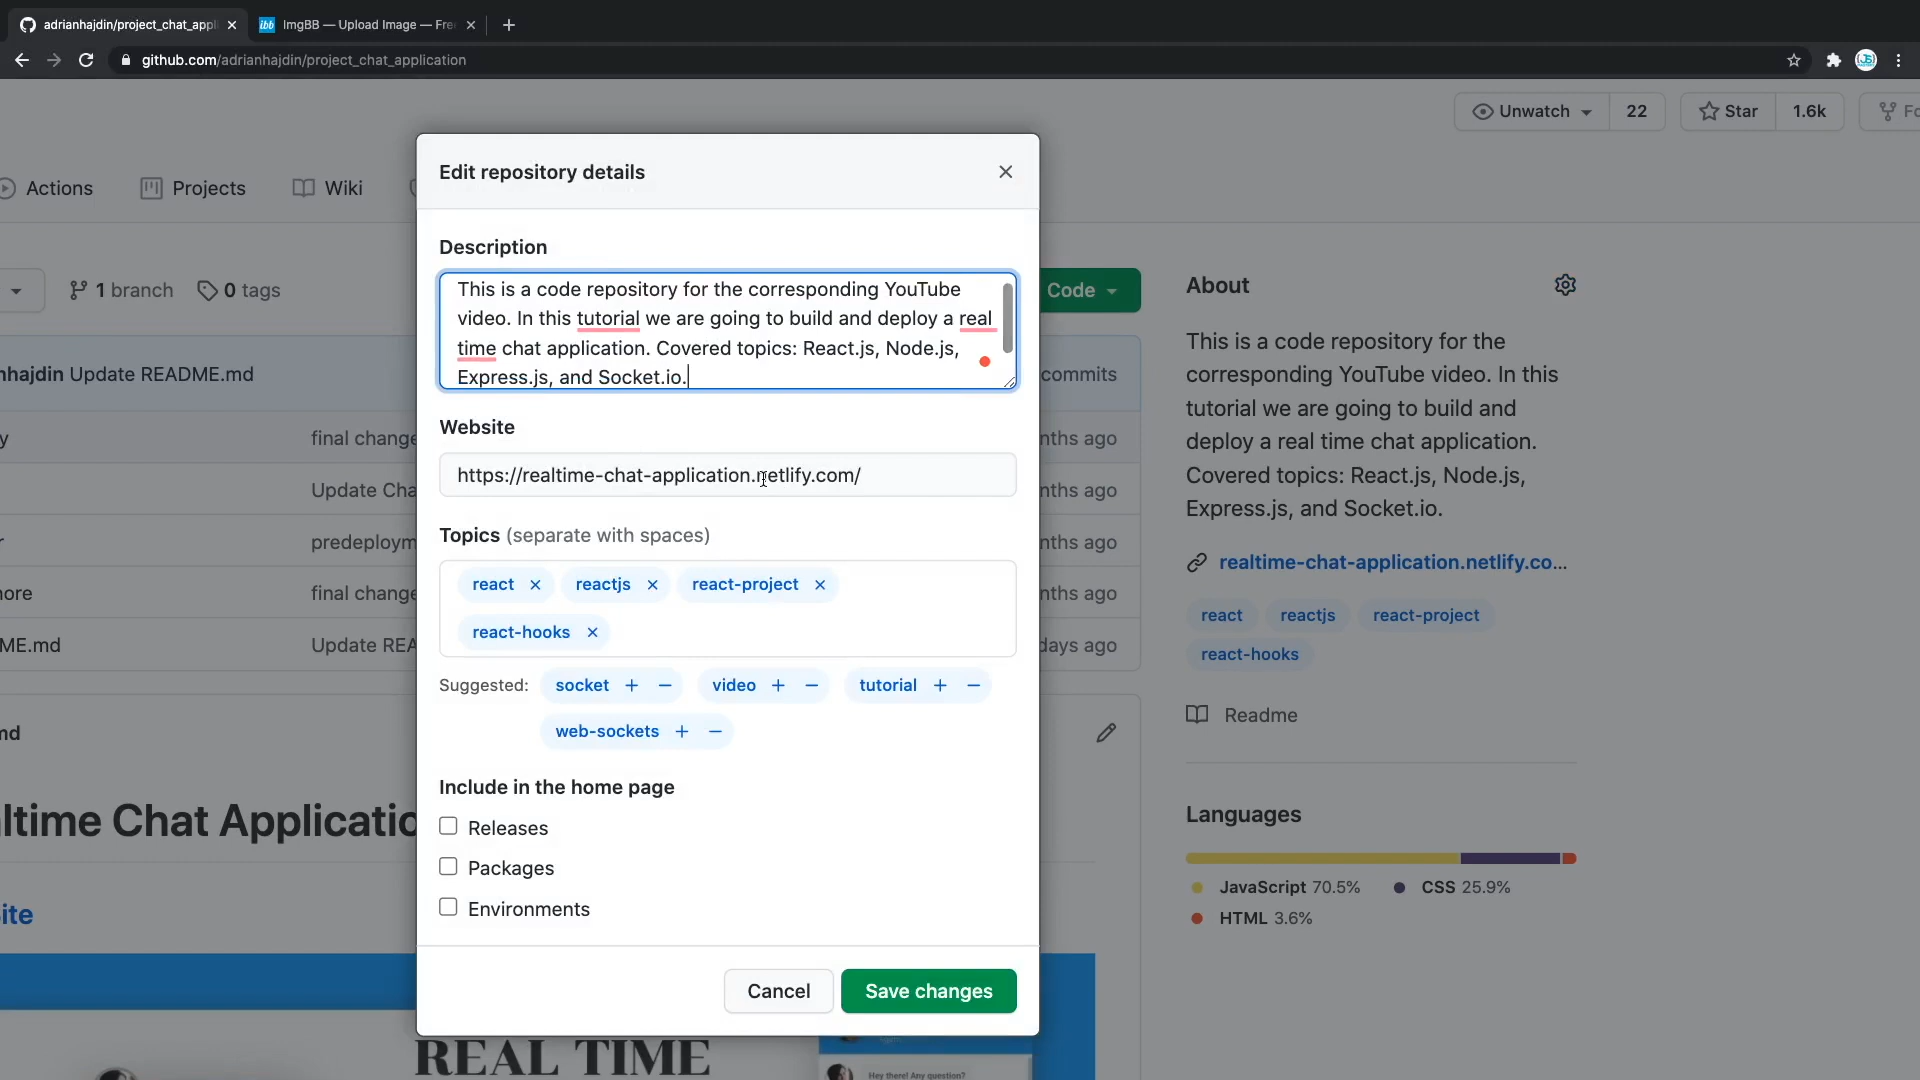 adrianhajdin/project_chat_appl
ibb ImgBB — Upload Image — Fre
github.com/adrianhajdin/project_chat_application
Unwatch 22
Star 1.6k
Fo
Actions
Projects
Wiki
1 branch
0 tags
Code
nhajdin Update README.md
commits
y final change nths ago
Update Cha nths ago
r predeploym nths ago
nore final change nths ago
ME.md Update REA days ago
md
ltime Chat Applicatio
ite
REAL TIME
Hey there! Any question?
Edit repository details
Description
This is a code repository for the corresponding YouTube
video. In this tutorial we are going to build and deploy a real
time chat application. Covered topics: React.js, Node.js,
Express.js, and Socket.io.
Website
https://realtime-chat-application.netlify.com/
Topics (separate with spaces)
react
reactjs
react-project
react-hooks
Suggested: socket + − video + − tutorial + −
web-sockets + −
Include in the home page
Releases
Packages
Environments
Cancel
Save changes
About
This is a code repository for the
corresponding YouTube video. In this
tutorial we are going to build and
deploy a real time chat application.
Covered topics: React.js, Node.js,
Express.js, and Socket.io.
realtime-chat-application.netlify.co...
react reactjs react-project
react-hooks
Readme
Languages
JavaScript 70.5% CSS 25.9%
HTML 3.6%